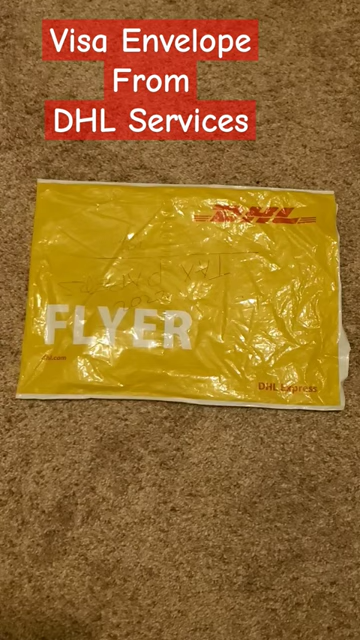 Visa Envelope
From
DHL Services
DHL
FLYER
DHL Express